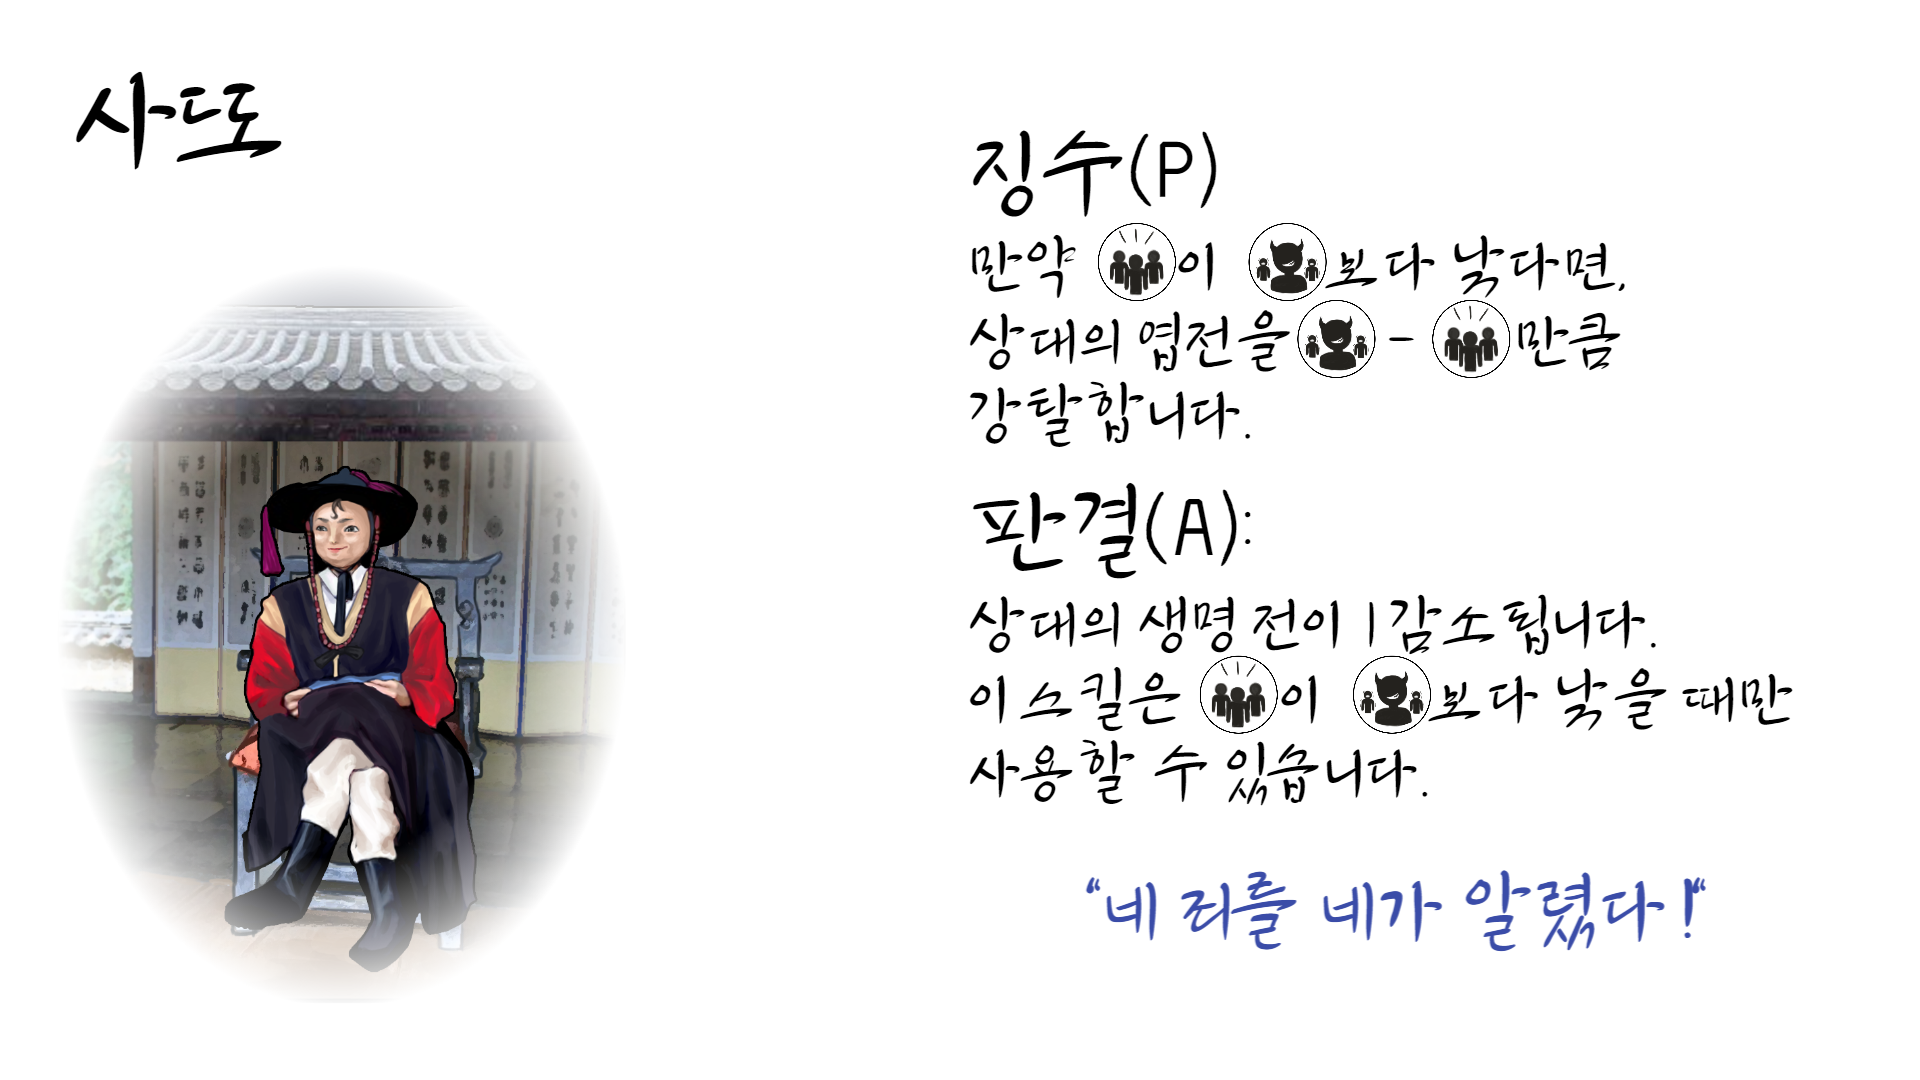 사또
징수(P)
만약 이 보다 낮다면,
상대의 엽전을 - 만큼
강탈합니다.
판결(A):
상대의 생명 전이 1 감소 됩니다.
이 스킬은 이 보다 낮을 때만
사용할 수 있습니다.
“네 죄를 네가 알렸다!“